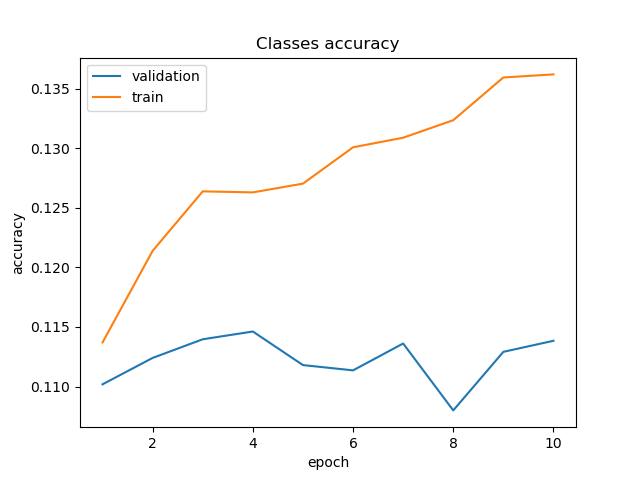 Classes accuracy
validation
train
0.135
0.130
0.125
0.120
0.115
0.110
accuracy
2 4 6 8 10
epoch